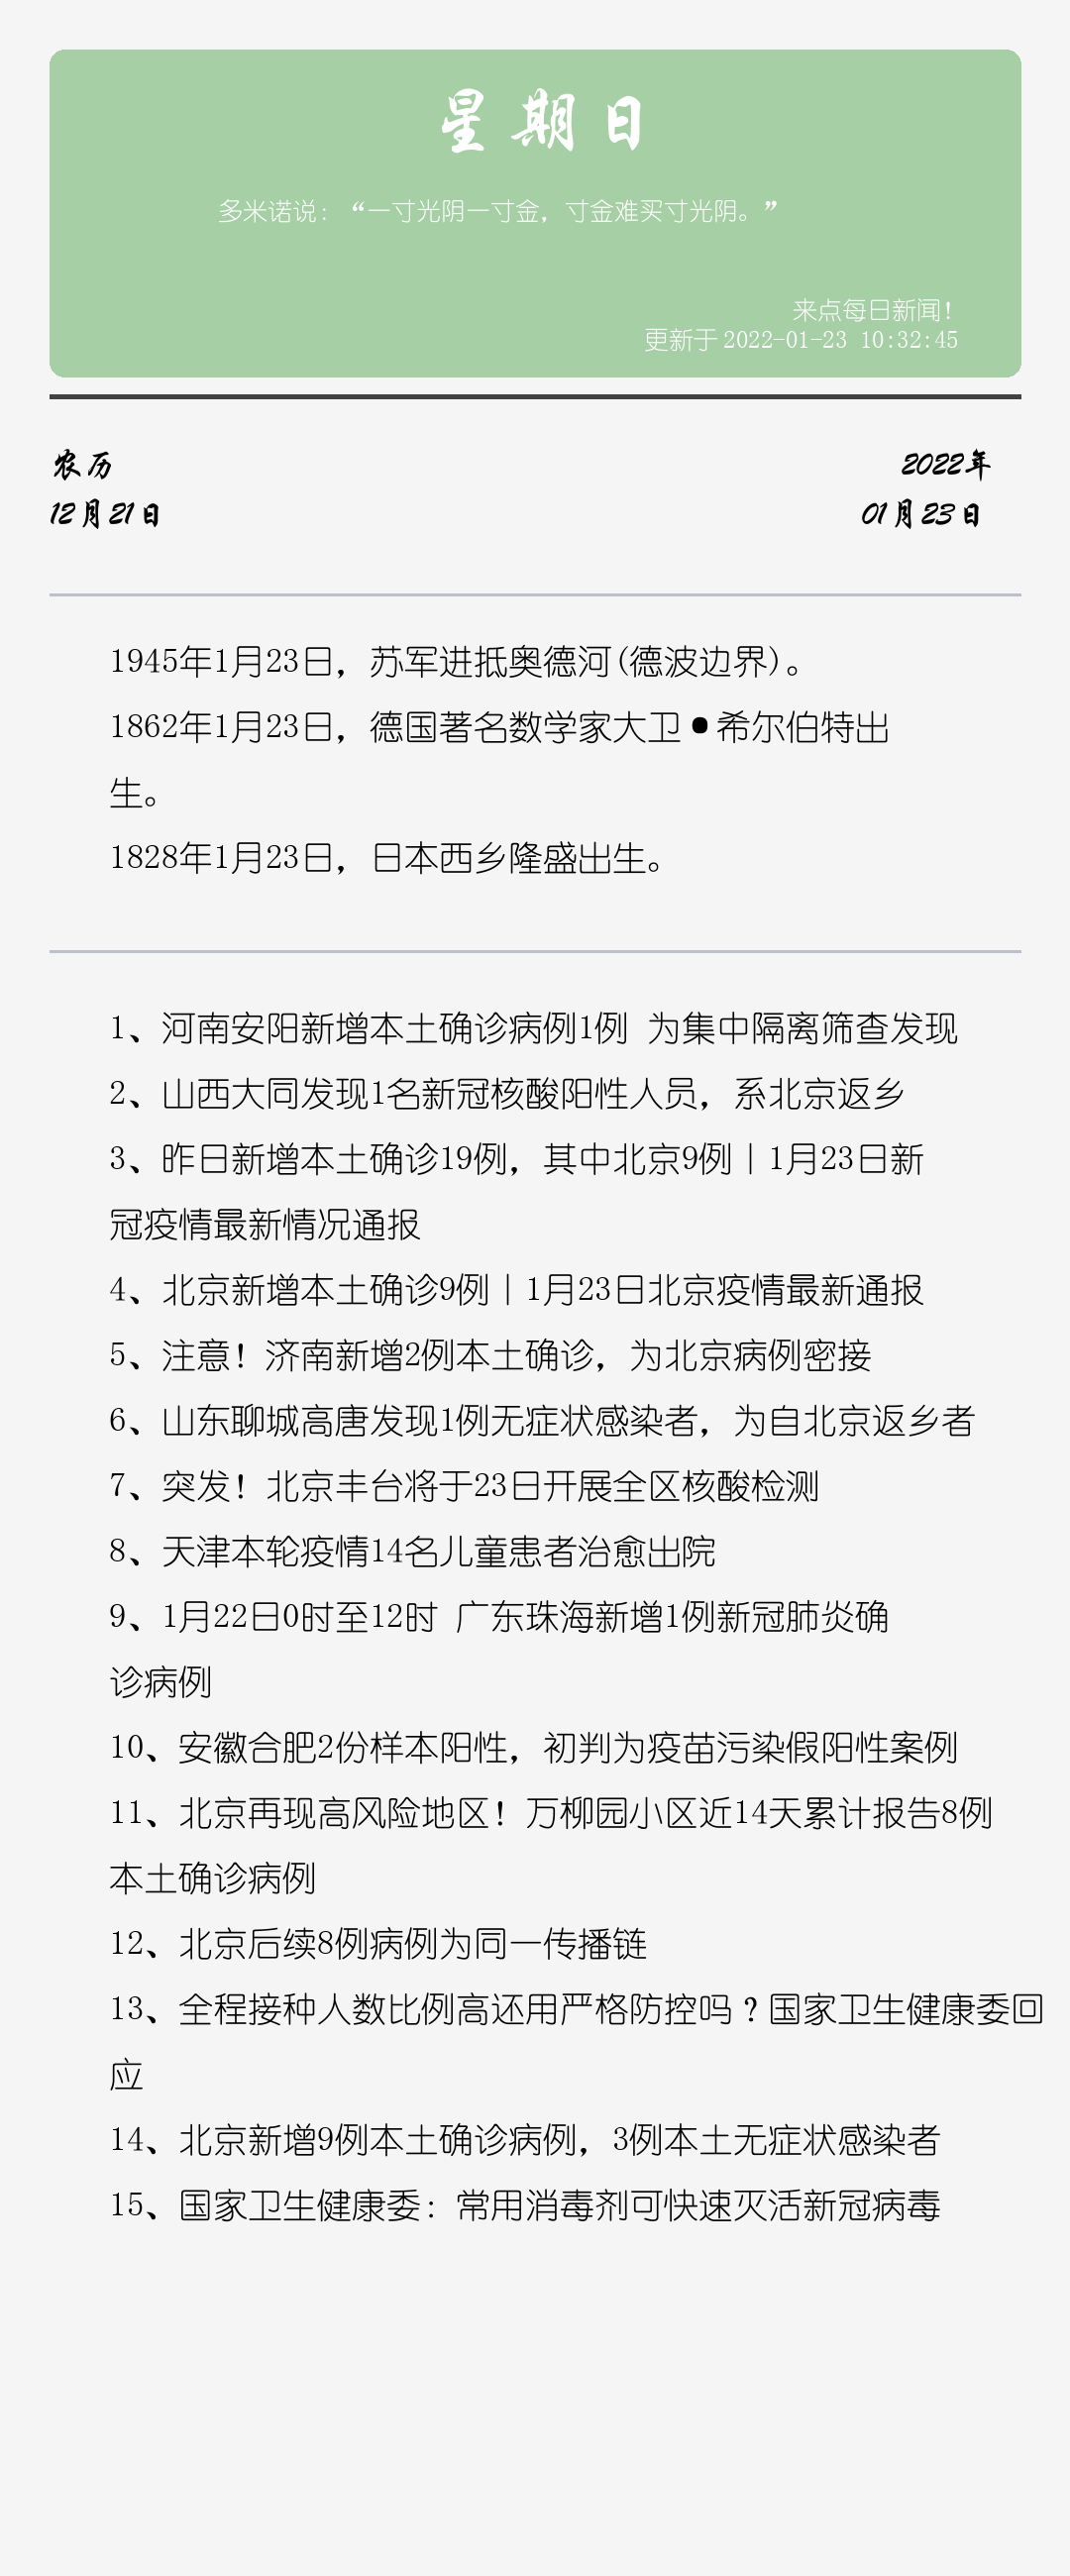 星期日
多米诺说：“一寸光阴一寸金，寸金难买寸光阴。”
来点每日新闻！
更新于 2022-01-23 10:32:45
农历
12月21日
2022年
01月23日
1945年1月23日，苏军进抵奥德河(德波边界)。
1862年1月23日，德国著名数学家大卫•希尔伯特出
生。
1828年1月23日，日本西乡隆盛出生。
1、河南安阳新增本土确诊病例1例 为集中隔离筛查发现
2、山西大同发现1名新冠核酸阳性人员，系北京返乡
3、昨日新增本土确诊19例，其中北京9例丨1月23日新
冠疫情最新情况通报
4、北京新增本土确诊9例丨1月23日北京疫情最新通报
5、注意！济南新增2例本土确诊，为北京病例密接
6、山东聊城高唐发现1例无症状感染者，为自北京返乡者
7、突发！北京丰台将于23日开展全区核酸检测
8、天津本轮疫情14名儿童患者治愈出院
9、1月22日0时至12时 广东珠海新增1例新冠肺炎确
诊病例
10、安徽合肥2份样本阳性，初判为疫苗污染假阳性案例
11、北京再现高风险地区！万柳园小区近14天累计报告8例
本土确诊病例
12、北京后续8例病例为同一传播链
13、全程接种人数比例高还用严格防控吗？国家卫生健康委回
应
14、北京新增9例本土确诊病例，3例本土无症状感染者
15、国家卫生健康委：常用消毒剂可快速灭活新冠病毒